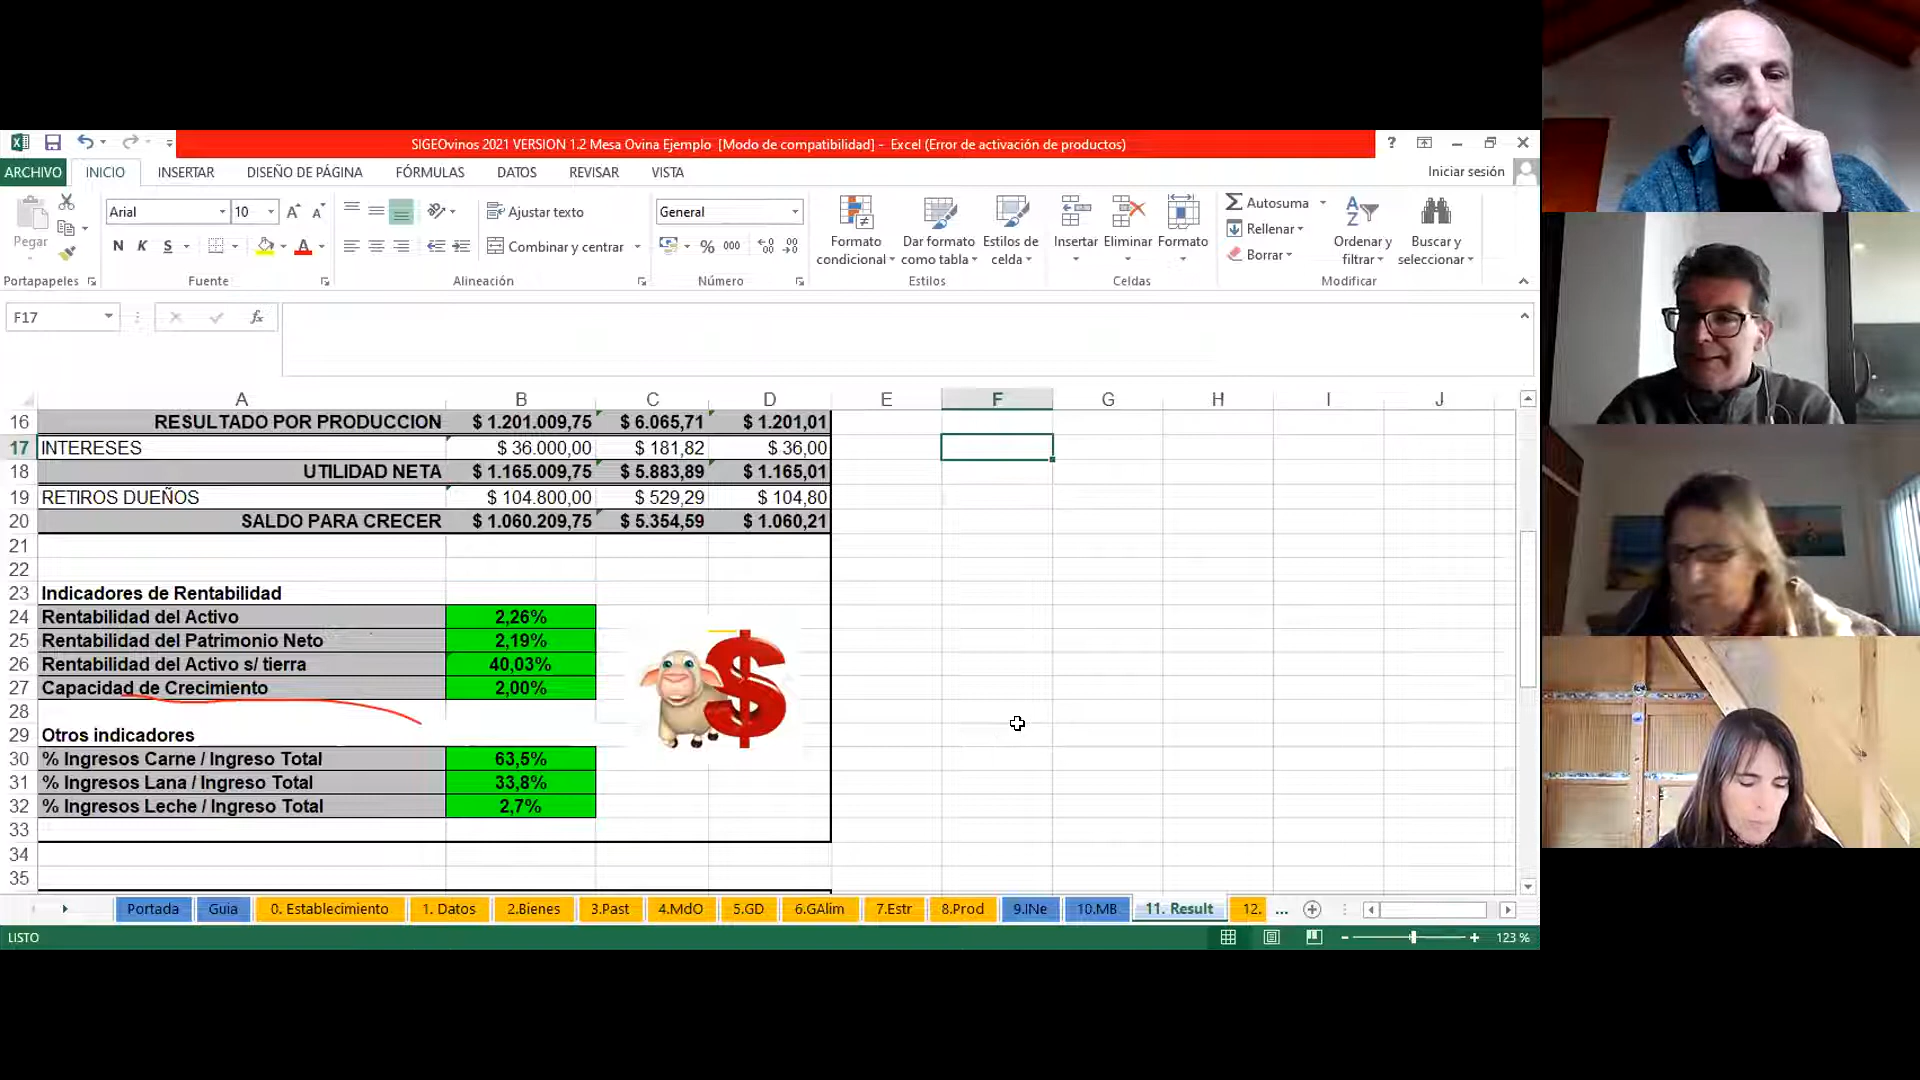 SIGEOvinos 2021 VERSION 1.2 Mesa Ovina Ejemplo [Modo de compatibilidad] - Excel (Error de activación de productos)
ARCHIVO INICIO INSERTAR DISEÑO DE PÁGINA FÓRMULAS DATOS REVISAR VISTA Iniciar sesión
Pegar
Arial 10
N K S
Ajustar texto
Combinar y centrar
General
% 000
Formato condicional
Dar formato como tabla
Estilos de celda
Insertar Eliminar Formato
Autosuma
Rellenar
Borrar
Ordenar y filtrar
Buscar y seleccionar
Portapapeles Fuente Alineación Número Estilos Celdas Modificar
F17 fx
A B C D E F G H I J
16 RESULTADO POR PRODUCCION $ 1.201.009,75 $ 6.065,71 $ 1.201,01
17 INTERESES $ 36.000,00 $ 181,82 $ 36,00
18 UTILIDAD NETA $ 1.165.009,75 $ 5.883,89 $ 1.165,01
19 RETIROS DUEÑOS $ 104.800,00 $ 529,29 $ 104,80
20 SALDO PARA CRECER $ 1.060.209,75 $ 5.354,59 $ 1.060,21
21
22
23 Indicadores de Rentabilidad
24 Rentabilidad del Activo 2,26%
25 Rentabilidad del Patrimonio Neto 2,19%
26 Rentabilidad del Activo s/ tierra 40,03%
27 Capacidad de Crecimiento 2,00%
28
29 Otros indicadores
30 % Ingresos Carne / Ingreso Total 63,5%
31 % Ingresos Lana / Ingreso Total 33,8%
32 % Ingresos Leche / Ingreso Total 2,7%
33
34
35
Portada Guia 0. Establecimiento 1. Datos 2.Bienes 3.Past 4.MdO 5.GD 6.GAlim 7.Estr 8.Prod 9.INe 10.MB 11. Result 12. ...
LISTO 123 %